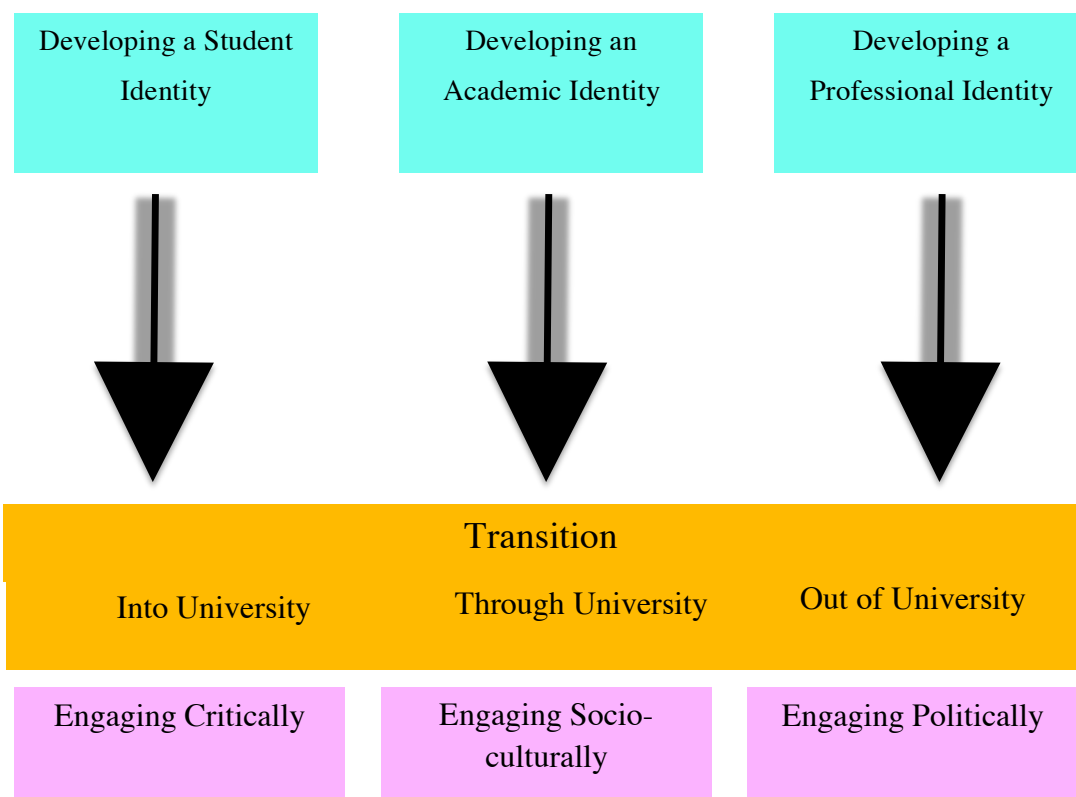 Developing a Student
Identity
Developing an
Academic Identity
Developing a
Professional Identity
Transition
Into University
Through University
Out of University
Engaging Critically
Engaging Socio-
culturally
Engaging Politically